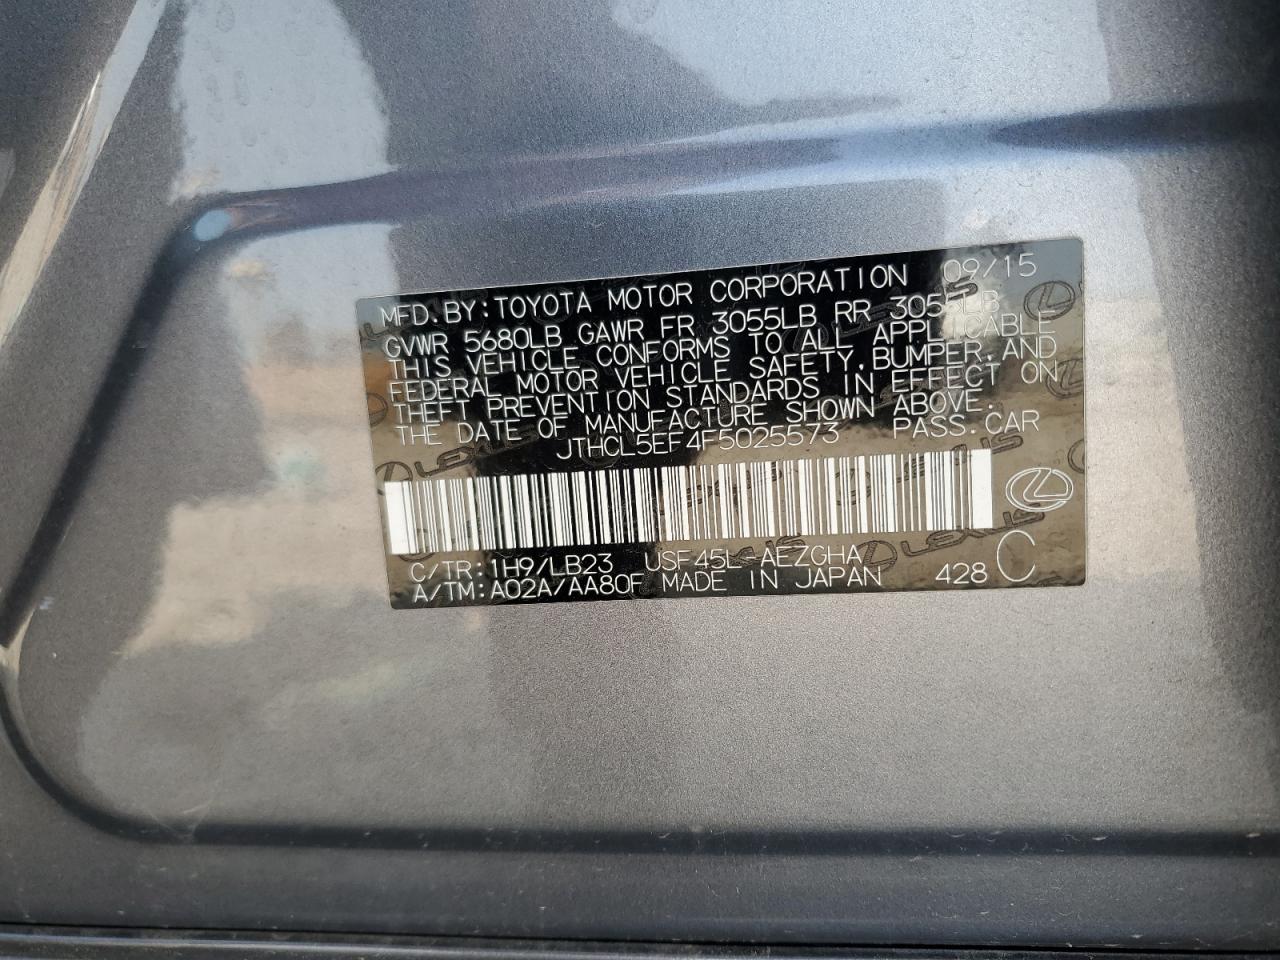 MFD.BY:TOYOTA MOTOR CORPORATION 09/15
GVWR 5680LB GAWR FR 3055LB RR 3055LB
THIS VEHICLE CONFORMS TO ALL APPLICABLE
FEDERAL MOTOR VEHICLE SAFETY,BUMPER,AND
THEFT PREVENTION STANDARDS IN EFFECT ON
THE DATE OF MANUFACTURE SHOWN ABOVE.
JTHCL5EF4F5025573 PASS.CAR
C/TR:1H9/LB23 USF45L-AEZGHA
A/TM:A02A/AA80F MADE IN JAPAN 428 C
LEXUS
LEXUS